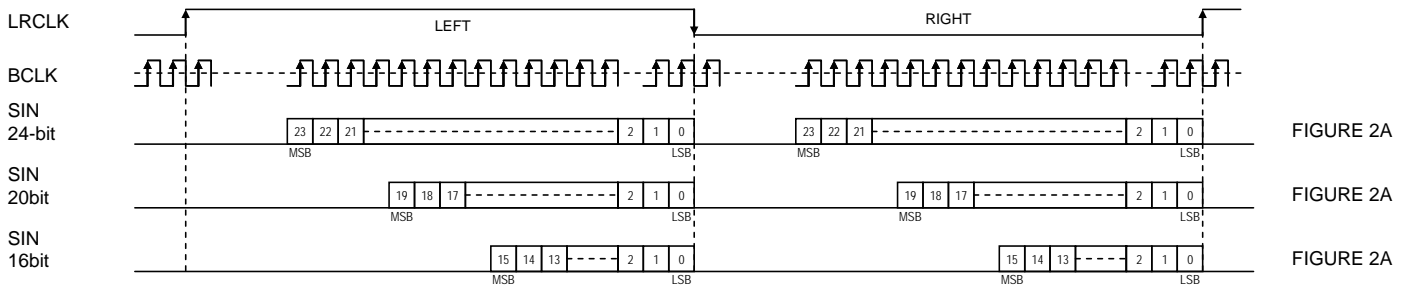 LRCLK LEFT RIGHT
BCLK
SIN
24-bit 23 22 21 2 1 0 23 22 21 2 1 0 FIGURE 2A
MSB LSB MSB LSB
SIN
20bit 19 18 17 2 1 0 19 18 17 2 1 0 FIGURE 2A
MSB LSB MSB LSB
SIN
16bit 15 14 13 2 1 0 15 14 13 2 1 0 FIGURE 2A
MSB LSB MSB LSB